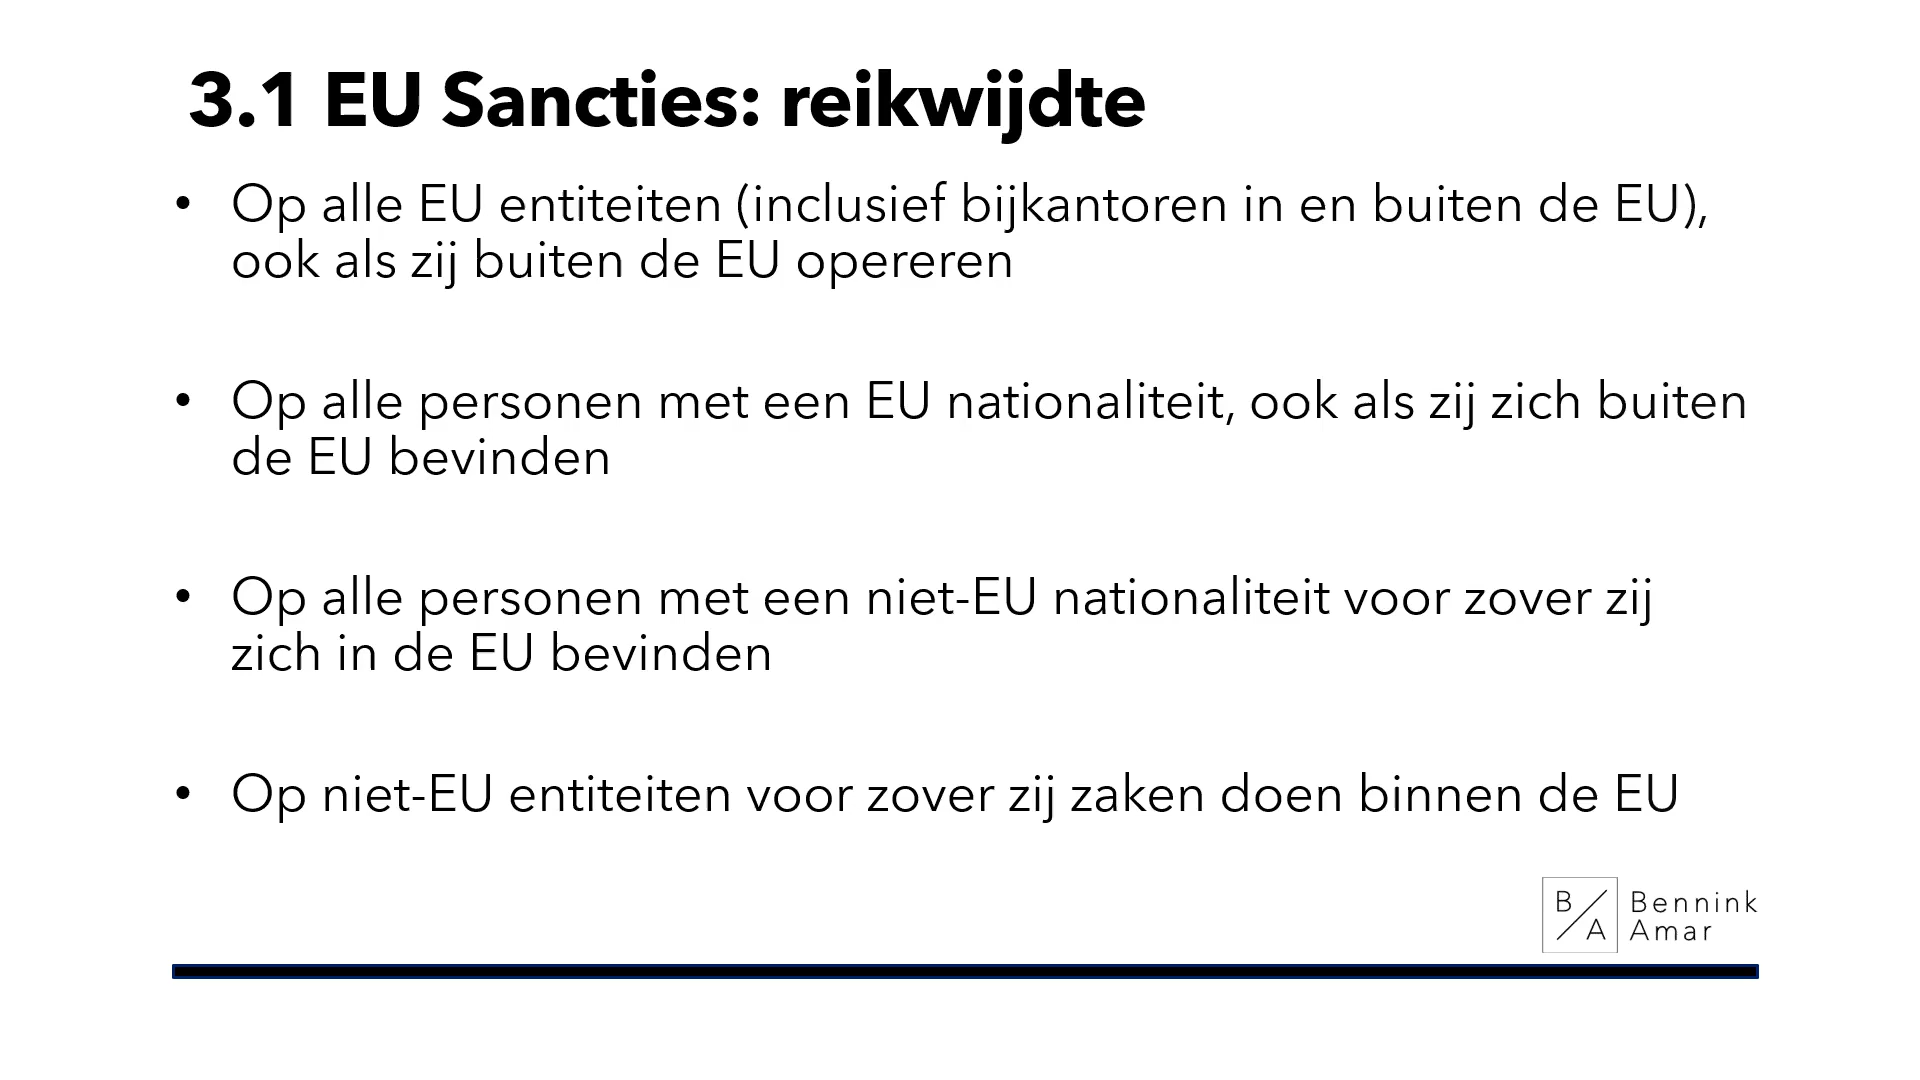 3.1 EU Sancties: reikwijdte
• Op alle EU entiteiten (inclusief bijkantoren in en buiten de EU),
ook als zij buiten de EU opereren
• Op alle personen met een EU nationaliteit, ook als zij zich buiten
de EU bevinden
• Op alle personen met een niet-EU nationaliteit voor zover zij
zich in de EU bevinden
• Op niet-EU entiteiten voor zover zij zaken doen binnen de EU
B/A
Bennink
Amar